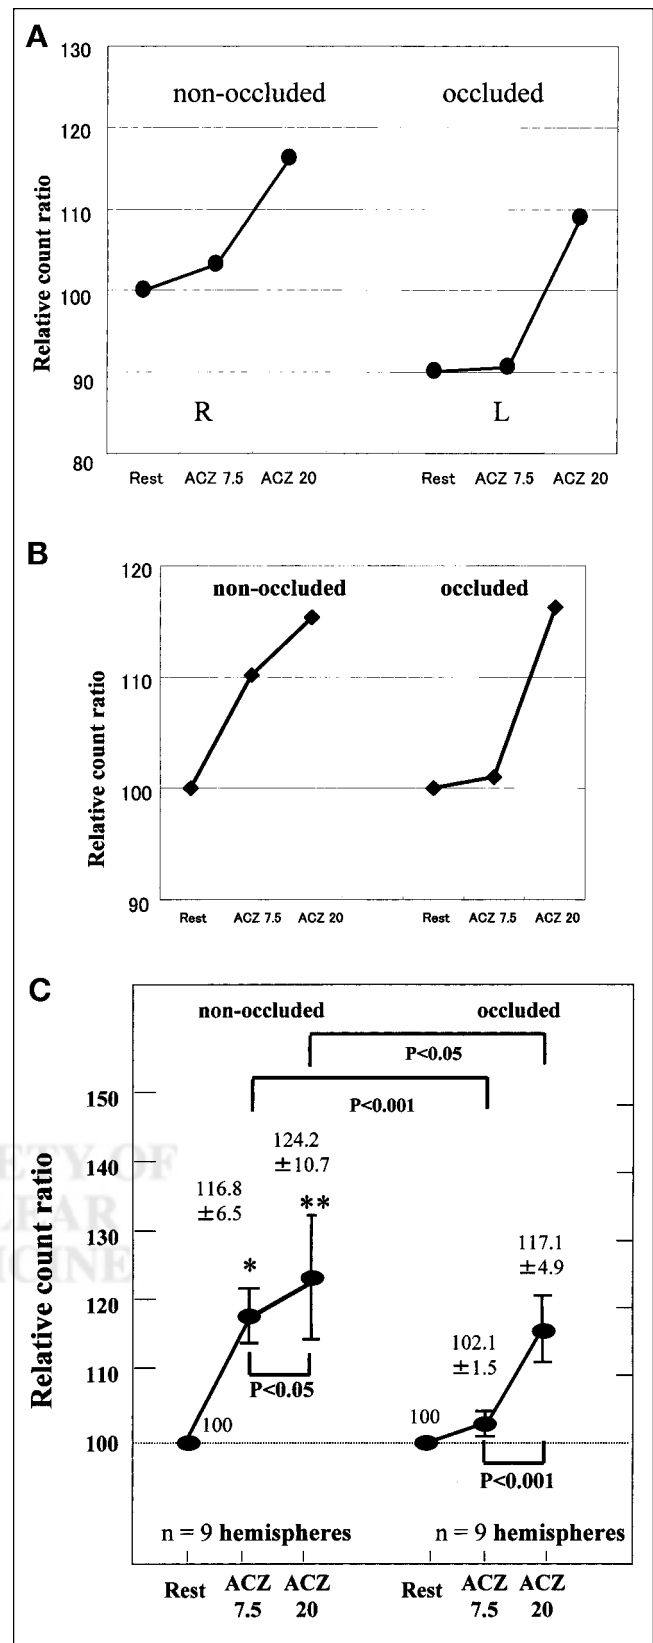 A
130
non-occluded occluded
120
110
100
90
80
Relative count ratio
R L
Rest ACZ 7.5 ACZ 20 Rest ACZ 7.5 ACZ 20
B
120
non-occluded occluded
110
100
90
Relative count ratio
Rest ACZ 7.5 ACZ 20 Rest ACZ 7.5 ACZ 20
C
non-occluded occluded
P<0.05
P<0.001
150
140
130
120
110
100
Relative count ratio
124.2
±10.7
116.8
±6.5
**
*
117.1
±4.9
102.1
±1.5
P<0.05
100 100
P<0.001
n = 9 hemispheres n = 9 hemispheres
Rest ACZ 7.5 ACZ 20 Rest ACZ 7.5 ACZ 20